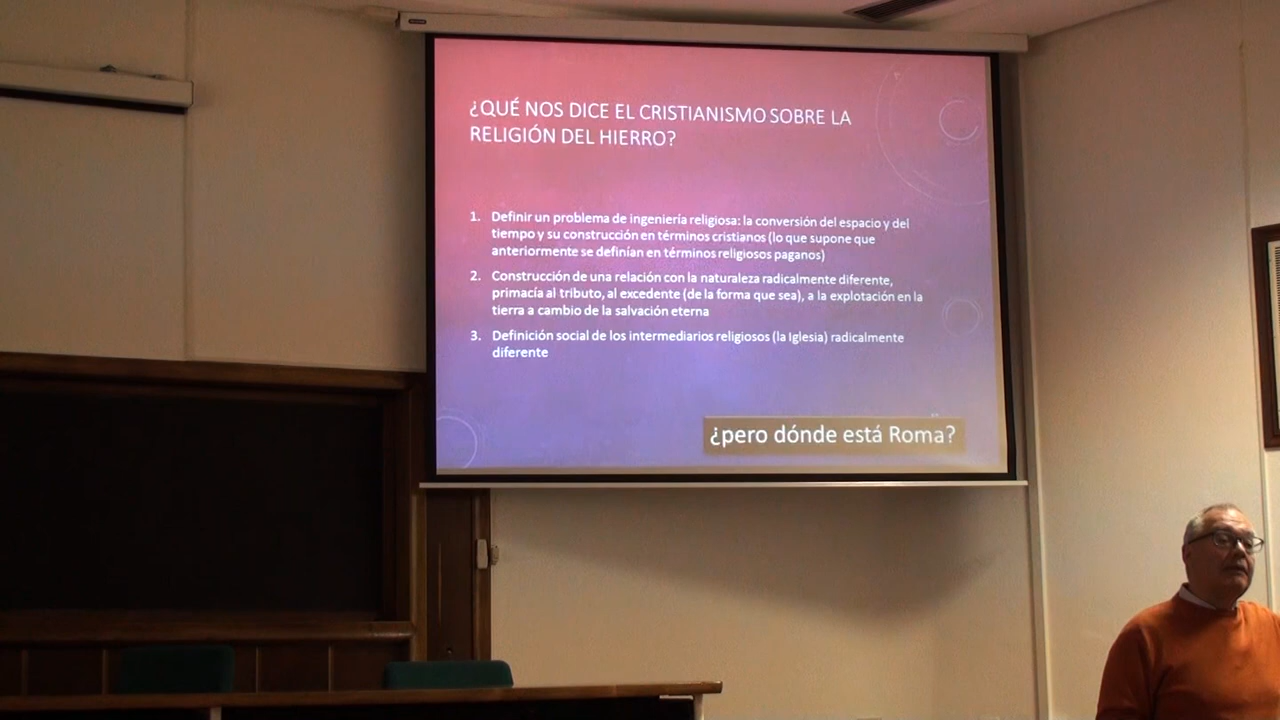 ¿QUÉ NOS DICE EL CRISTIANISMO SOBRE LA
RELIGIÓN DEL HIERRO?
1. Definir un problema de ingeniería religiosa: la conversión del espacio y del
tiempo y su construcción en términos cristianos (lo que supone que
anteriormente se definían en términos religiosos paganos)
2. Construcción de una relación con la naturaleza radicalmente diferente,
primacía al tributo, al excedente (de la forma que sea), a la explotación en la
tierra a cambio de la salvación eterna
3. Definición social de los intermediarios religiosos (la Iglesia) radicalmente
diferente
¿pero dónde está Roma?